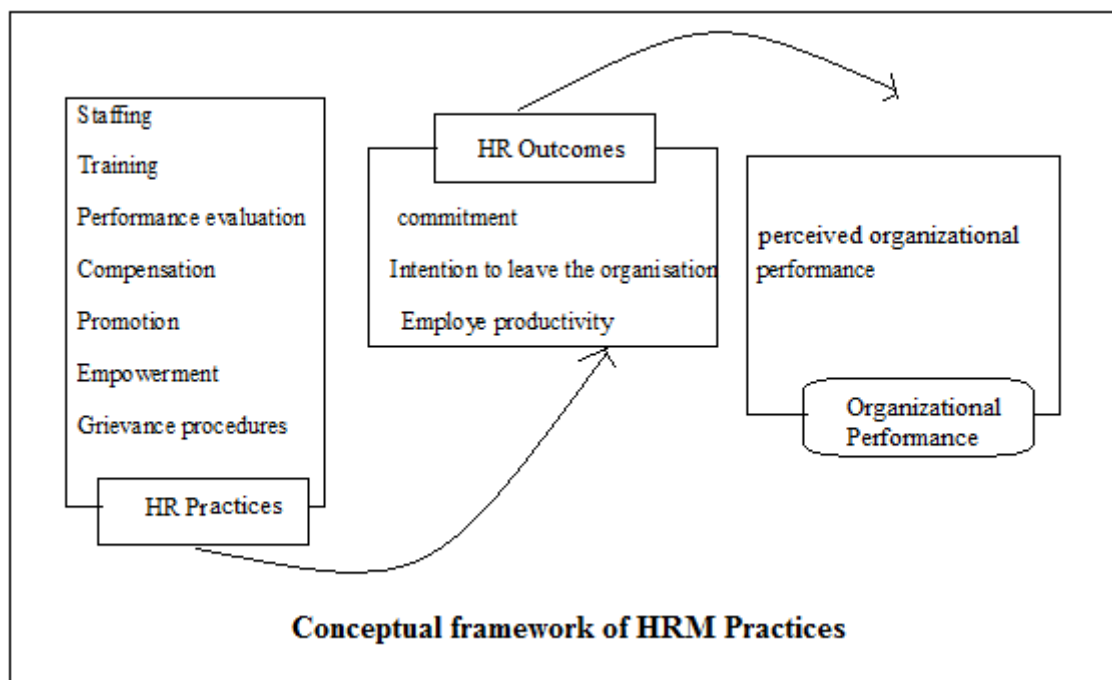 Staffing
Training
Performance evaluation
Compensation
Promotion
Empowerment
Grievance procedures
HR Practices
HR Outcomes
commitment
Intention to leave the organisation
Employe productivity
perceived organizational
performance
Organizational
Performance
Conceptual framework of HRM Practices